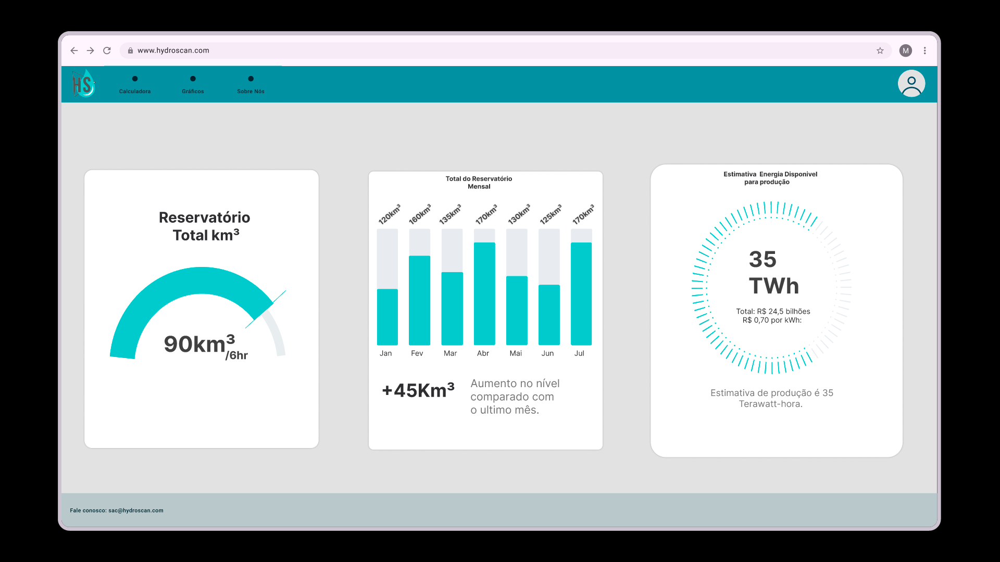 www.hydroscan.com
M
HS
Calculadora
Gráficos
Sobre Nós
Reservatório
Total km³
90km³
/6hr
Total do Reservatório
Mensal
120km³
160km³
135km³
170km³
130km³
125km³
170km³
Jan
Fev
Mar
Abr
Mai
Jun
Jul
+45Km³
Aumento no nível
comparado com
o ultimo mês.
Estimativa Energia Disponivel
para produção
35
TWh
Total: R$ 24,5 bilhões
R$ 0,70 por kWh:
Estimativa de produção é 35
Terawatt-hora.
Fale conosco: sac@hydroscan.com